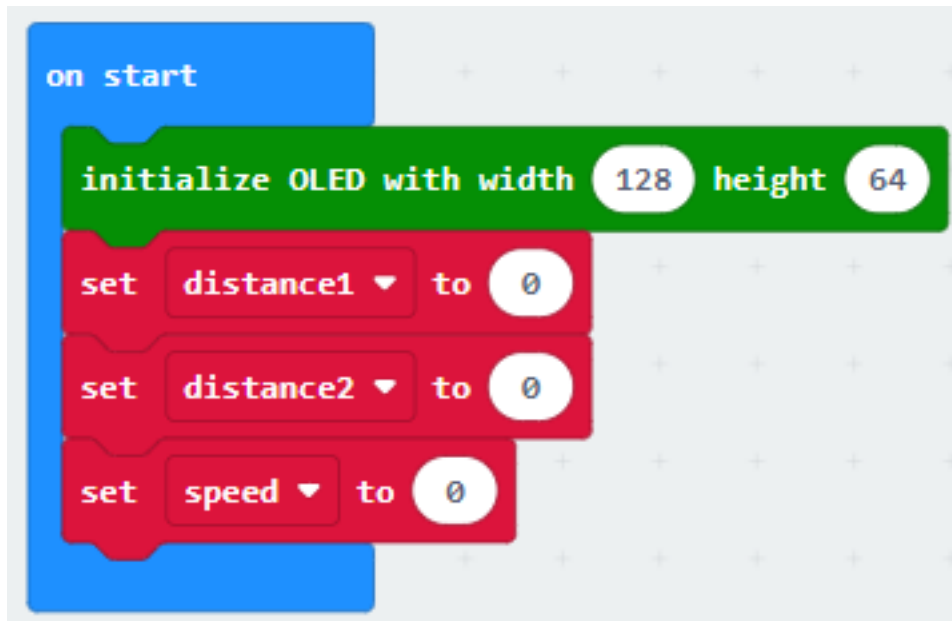 on start
initialize OLED with width 128 height 64
set distance1 to 0
set distance2 to 0
set speed to 0